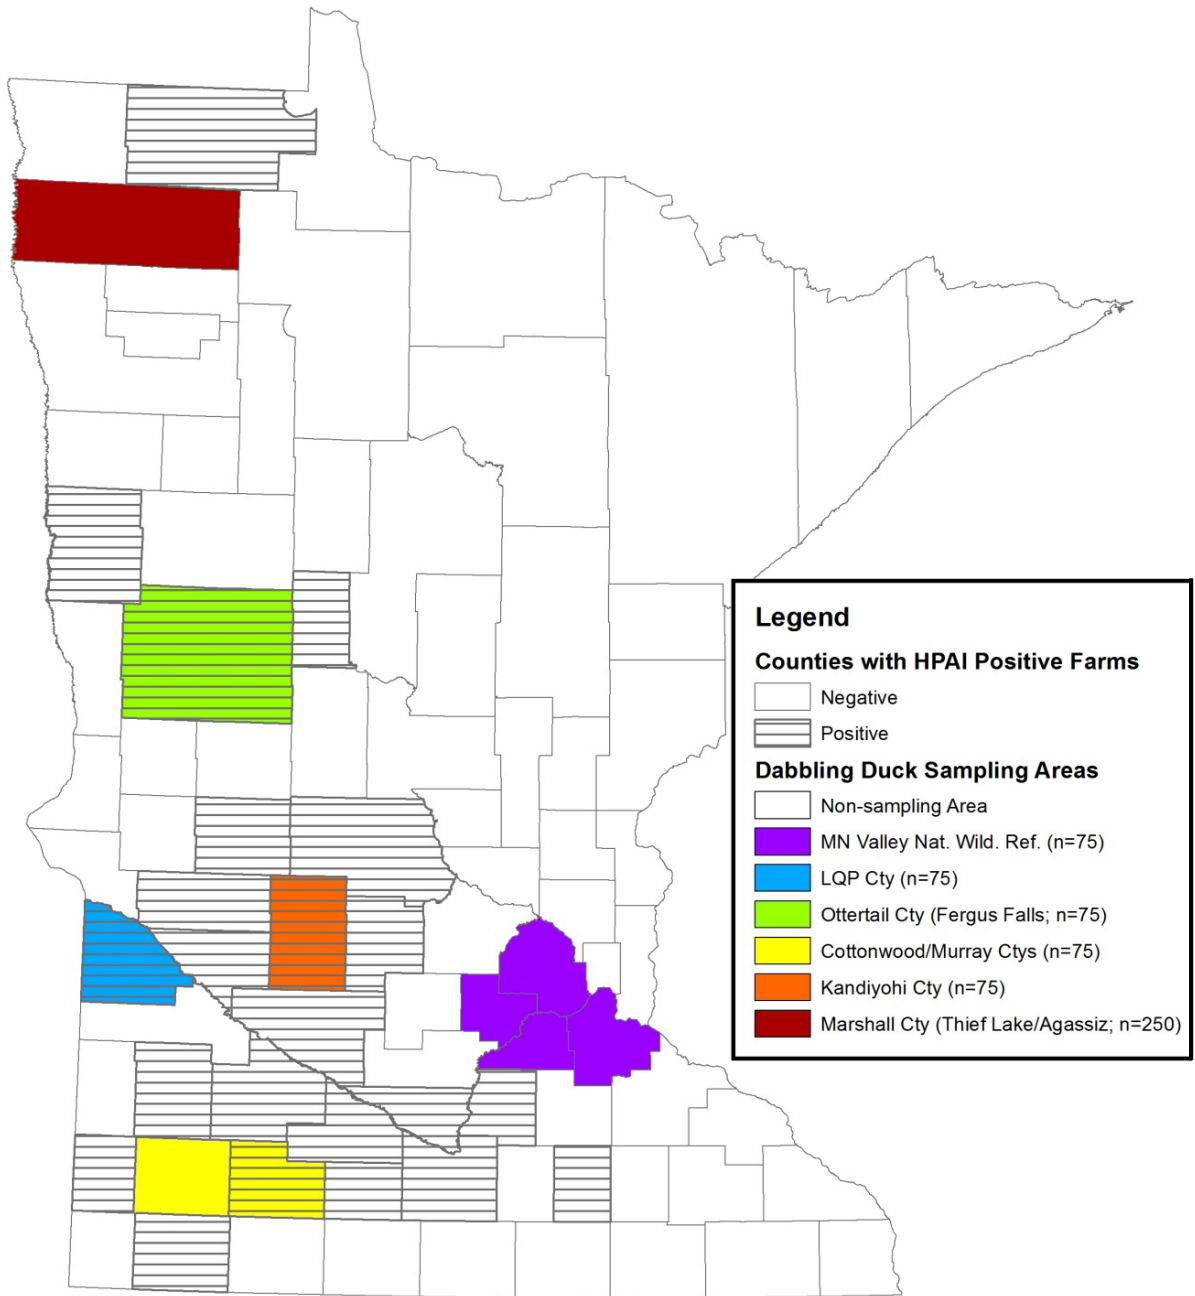 Legend
Counties with HPAI Positive Farms
Negative
Positive
Dabbling Duck Sampling Areas
Non-sampling Area
MN Valley Nat. Wild. Ref. (n=75)
LQP Cty (n=75)
Ottertail Cty (Fergus Falls; n=75)
Cottonwood/Murray Ctys (n=75)
Kandiyohi Cty (n=75)
Marshall Cty (Thief Lake/Agassiz; n=250)